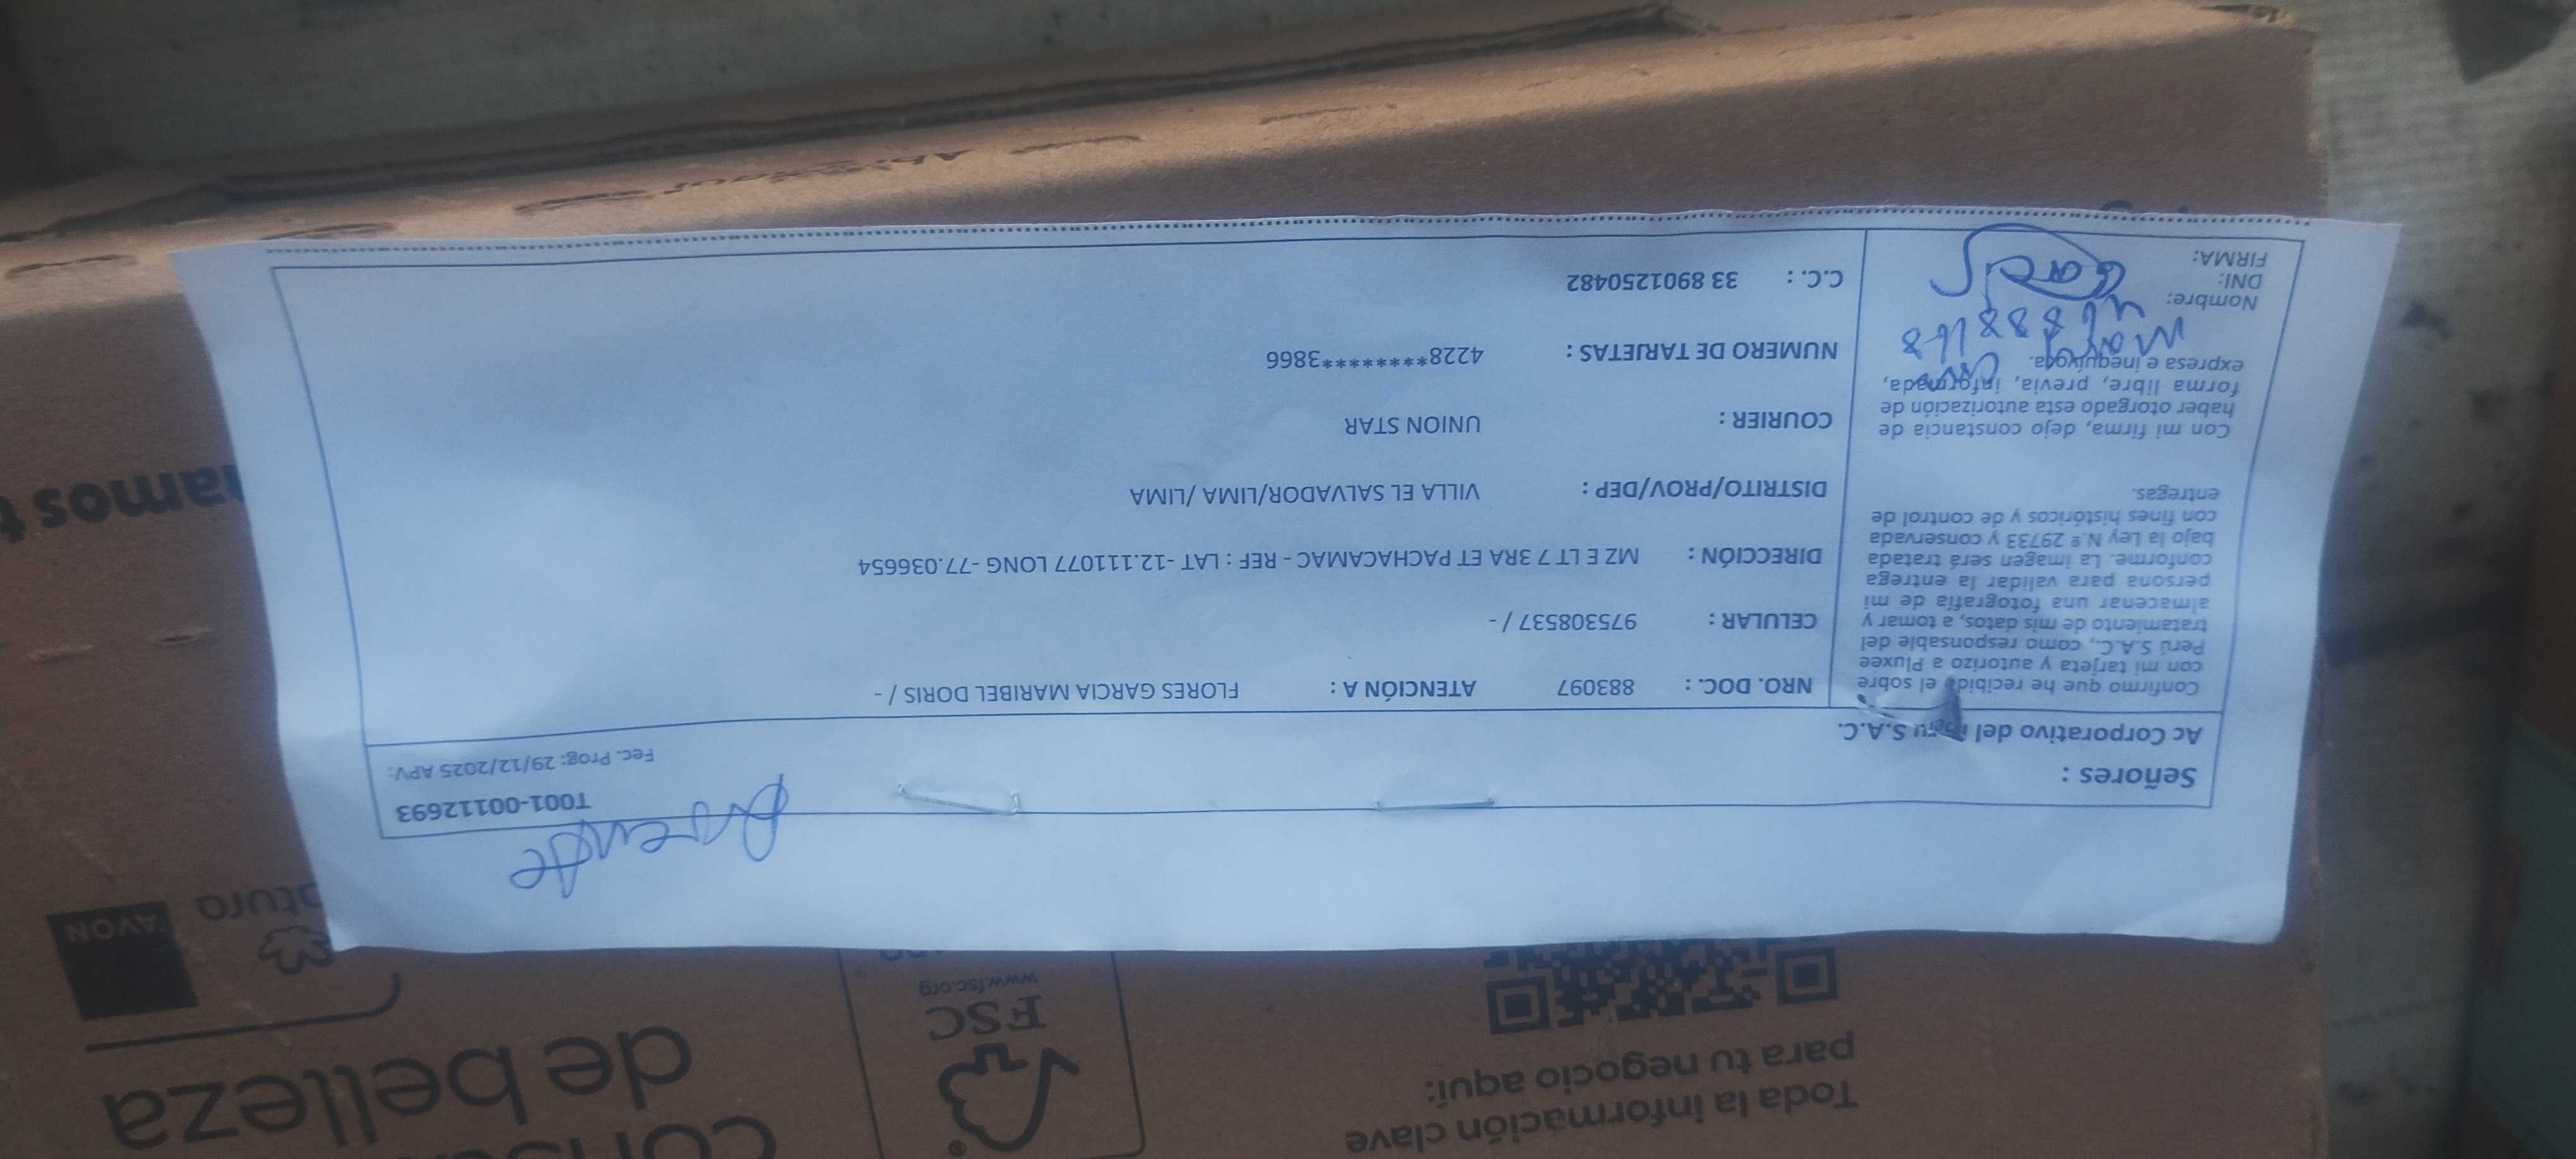 Pariente
Señores :
Ac Corporativo del Peru S.A.C.
T001-00112693
Fec. Prog: 29/12/2025 APV:
Confirmo que he recibido el sobre
con mi tarjeta y autorizo a Pluxee
Perú S.A.C., como responsable del
tratamiento de mis datos, a tomar y
almacenar una fotografía de mi
persona para validar la entrega
conforme. La imagen será tratada
bajo la Ley N.º 29733 y conservada
con fines históricos y de control de
entregas.
Con mi firma, dejo constancia de
haber otorgado esta autorización de
forma libre, previa, informada,
expresa e inequívoca.
Nombre:
DNI:
FIRMA:
NRO. DOC. : 883097 ATENCIÓN A : FLORES GARCIA MARIBEL DORIS / -
CELULAR : 975308537 / -
DIRECCIÓN : MZ E LT 7 3RA ET PACHACAMAC - REF : LAT -12.111077 LONG -77.036654
DISTRITO/PROV/DEP : VILLA EL SALVADOR/LIMA /LIMA
COURIER : UNION STAR
NUMERO DE TARJETAS : 4228*********3866
C.C. : 33 8901250482
Toda la información clave
para tu negocio aquí:
FSC
www.fsc.org
de belleza
AVON